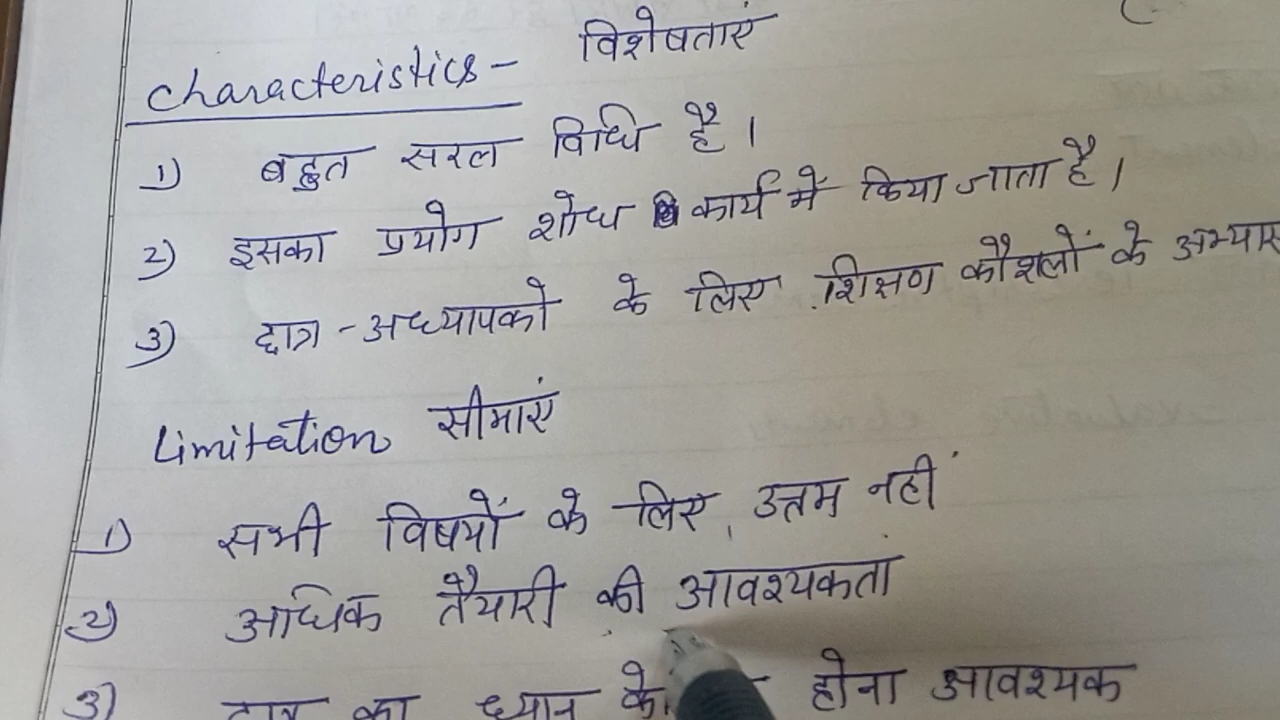 characteristics - विशेषताएं
1) बहुत सरल विधि है।
2) इसका प्रयोग शोध कार्य में किया जाता है।
3) छात्र - अध्यापको के लिए शिक्षण कौशलों के
Limitation सीमाएं
1) सभी विषयों के लिए, उत्तम नहीं
2) अधिक तैयारी की आवश्यकता
3) छात्र का ध्यान होना आवश्यक